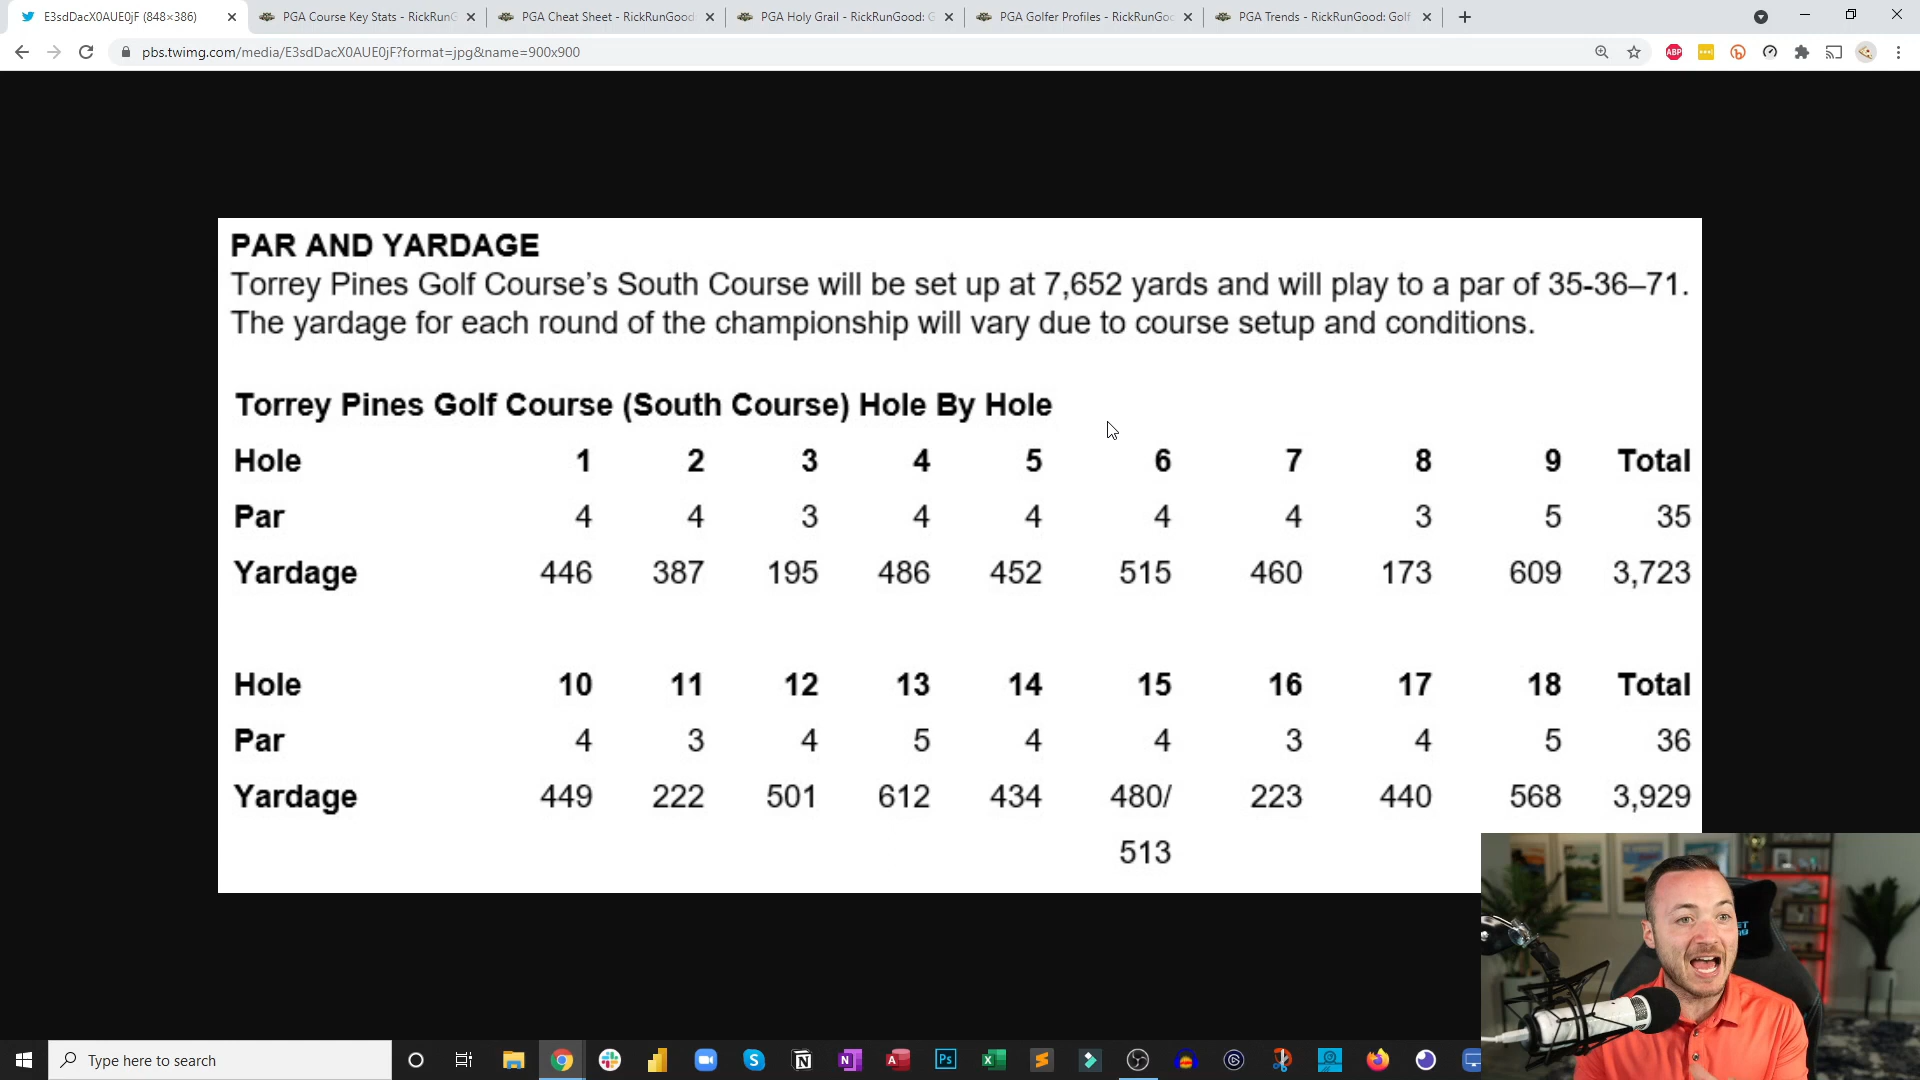 E3sdDacX0AUE0jF (848×386)
PGA Course Key Stats - RickRunG
PGA Cheat Sheet - RickRunGood
PGA Holy Grail - RickRunGood: G
PGA Golfer Profiles - RickRunGoo
PGA Trends - RickRunGood: Golf
pbs.twimg.com/media/E3sdDacX0AUE0jF?format=jpg&name=900x900
ABP
PAR AND YARDAGE
Torrey Pines Golf Course’s South Course will be set up at 7,652 yards and will play to a par of 35-36–71.
The yardage for each round of the championship will vary due to course setup and conditions.
Torrey Pines Golf Course (South Course) Hole By Hole
Hole 1 2 3 4 5 6 7 8 9 Total
Par 4 4 3 4 4 4 4 3 5 35
Yardage 446 387 195 486 452 515 460 173 609 3,723
Hole 10 11 12 13 14 15 16 17 18 Total
Par 4 3 4 5 4 4 3 4 5 36
Yardage 449 222 501 612 434 480/ 223 440 568 3,929
513
Type here to search
Ps